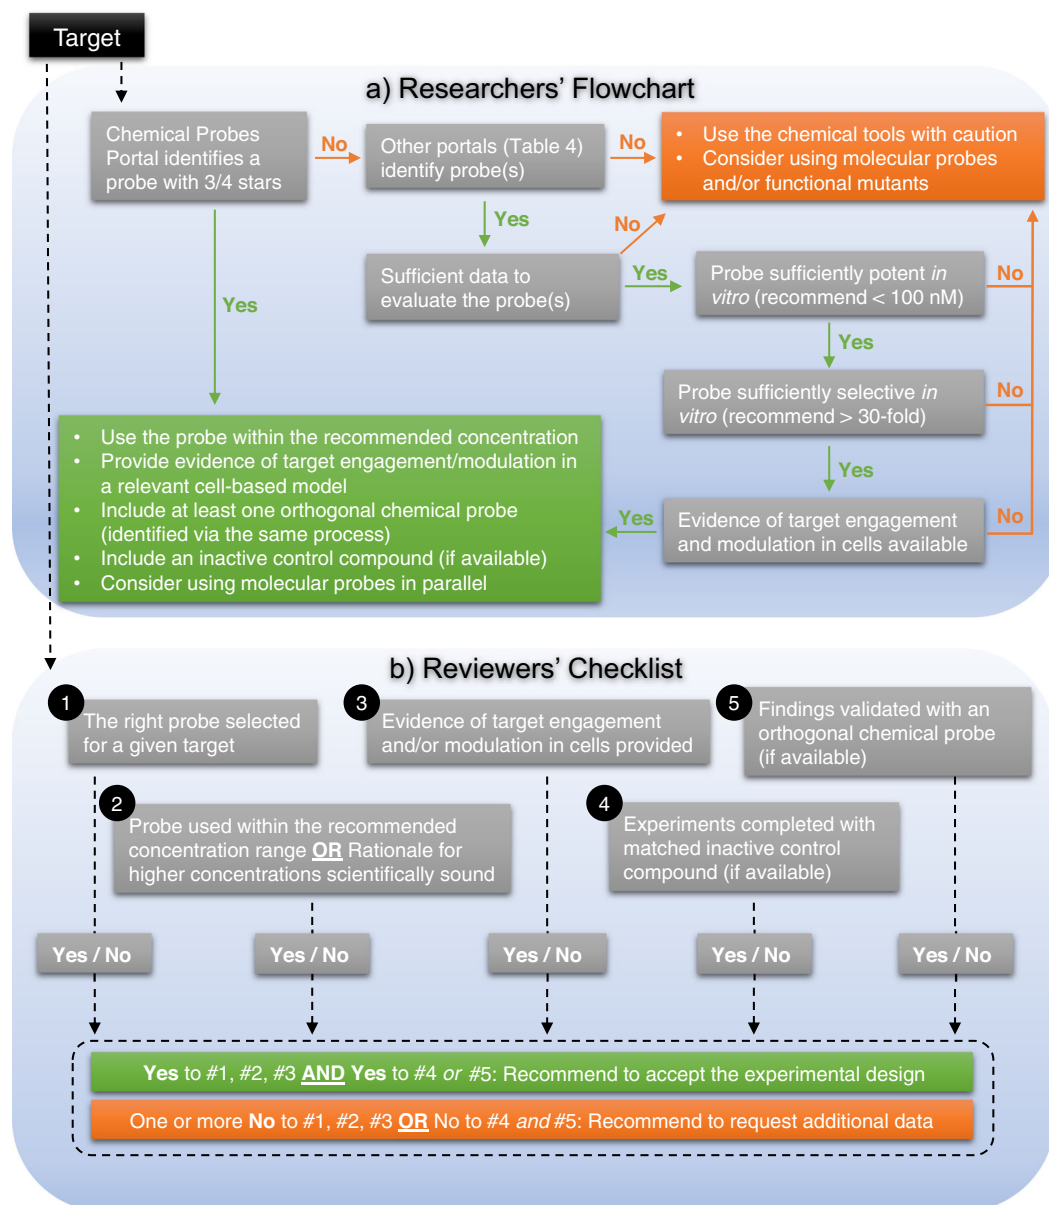 Target
a) Researchers' Flowchart
Chemical Probes
Portal identifies a
probe with 3/4 stars
No
Other portals (Table 4)
identify probe(s)
No
• Use the chemical tools with caution
• Consider using molecular probes
and/or functional mutants
Yes
No
Sufficient data to
evaluate the probe(s)
Yes
Probe sufficiently potent in
vitro (recommend < 100 nM)
No
Yes
Yes
Probe sufficiently selective in
vitro (recommend > 30-fold)
No
Yes
Evidence of target engagement
and modulation in cells available
No
Yes
• Use the probe within the recommended concentration
• Provide evidence of target engagement/modulation in
a relevant cell-based model
• Include at least one orthogonal chemical probe
(identified via the same process)
• Include an inactive control compound (if available)
• Consider using molecular probes in parallel
b) Reviewers' Checklist
1
The right probe selected
for a given target
2
Probe used within the recommended
concentration range OR Rationale for
higher concentrations scientifically sound
3
Evidence of target engagement
and/or modulation in cells provided
4
Experiments completed with
matched inactive control
compound (if available)
5
Findings validated with an
orthogonal chemical probe
(if available)
Yes / No
Yes / No
Yes / No
Yes / No
Yes / No
Yes to #1, #2, #3 AND Yes to #4 or #5: Recommend to accept the experimental design
One or more No to #1, #2, #3 OR No to #4 and #5: Recommend to request additional data